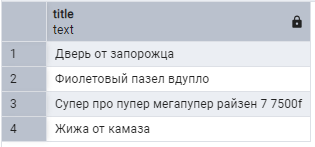 title
text
1 Дверь от запорожца
2 Фиолетовый пазел вдупло
3 Супер про пупер мегапупер райзен 7 7500f
4 Жижа от камаза